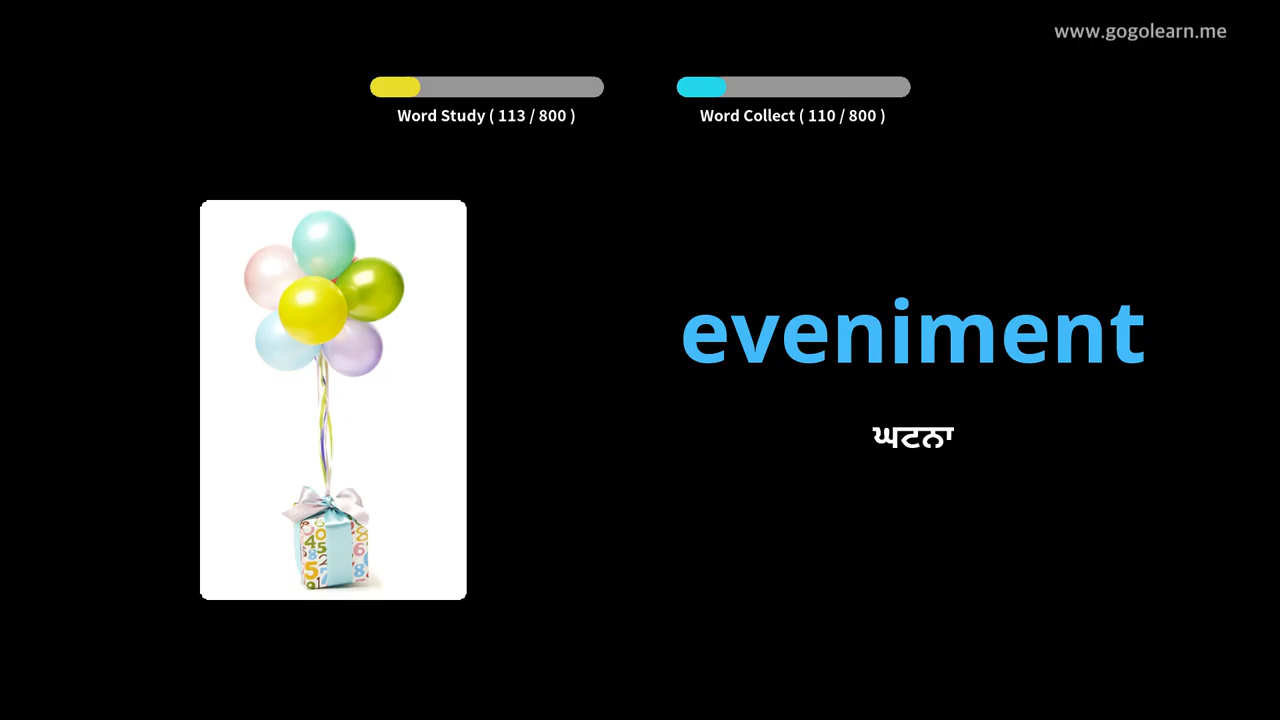 www.gogolearn.me
Word Study ( 113 / 800 )
Word Collect ( 110 / 800 )
eveniment
ਘਟਨਾ